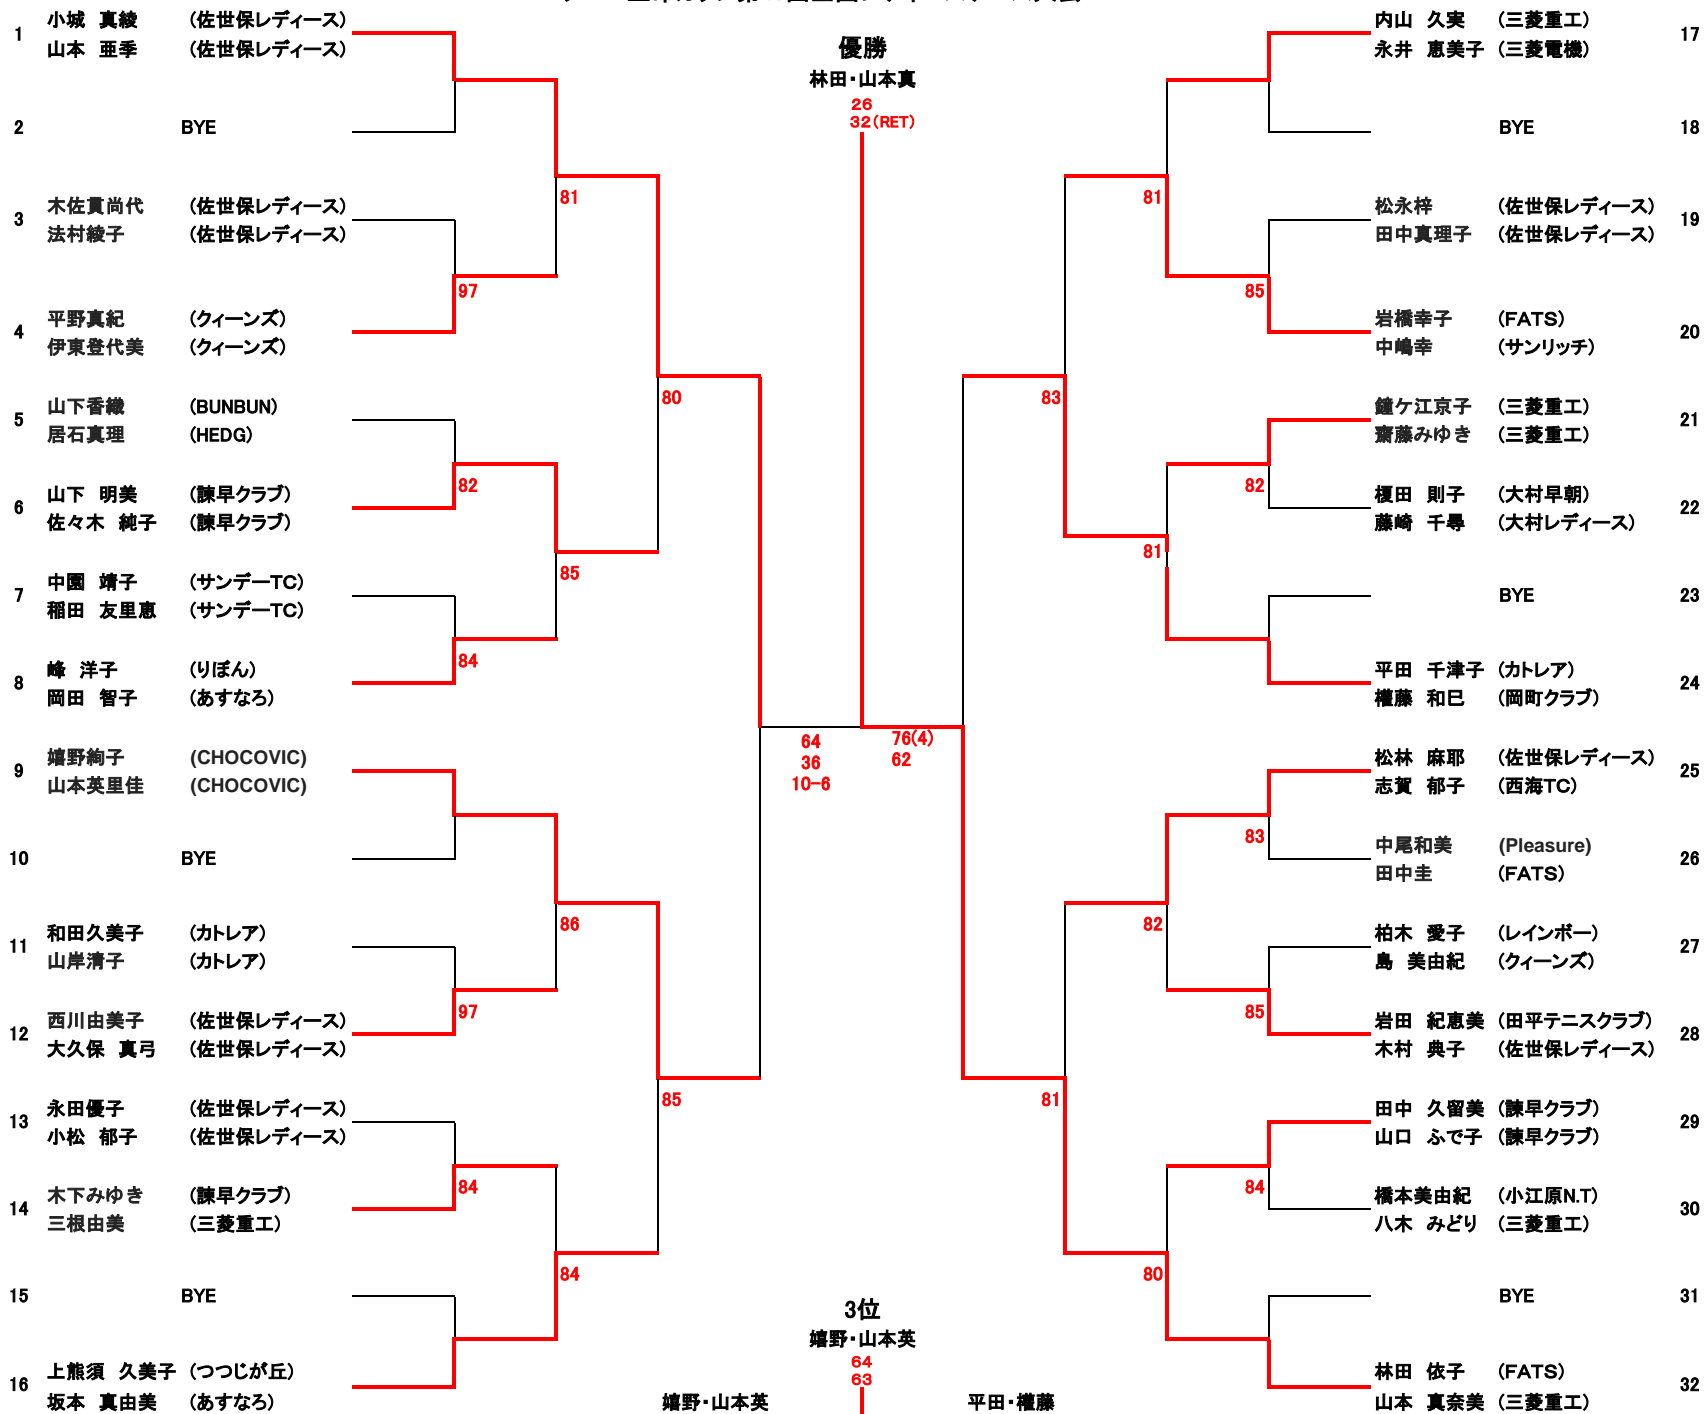 優勝
林田・山本真
26
32(RET)
1
小城 真綾 (佐世保レディース)
山本 亜季 (佐世保レディース)
2 BYE
81
3
木佐貫尚代 (佐世保レディース)
法村綾子 (佐世保レディース)
97
4
平野真紀 (クィーンズ)
伊東登代美 (クィーンズ)
80
5
山下香織 (BUNBUN)
居石真理 (HEDG)
82
6
山下 明美 (諫早クラブ)
佐々木 純子 (諫早クラブ)
85
7
中園 靖子 (サンデーTC)
稲田 友里恵 (サンデーTC)
84
8
峰 洋子 (りぼん)
岡田 智子 (あすなろ)
64
36
10-6
9
嬉野絢子 (CHOCOVIC)
山本英里佳 (CHOCOVIC)
10 BYE
86
11
和田久美子 (カトレア)
山岸清子 (カトレア)
97
12
西川由美子 (佐世保レディース)
大久保 真弓 (佐世保レディース)
85
13
永田優子 (佐世保レディース)
小松 郁子 (佐世保レディース)
84
14
木下みゆき (諫早クラブ)
三根由美 (三菱重工)
84
15 BYE
16
上熊須 久美子 (つつじが丘)
坂本 真由美 (あすなろ)
内山 久実 (三菱重工)
永井 恵美子 (三菱電機)
17
BYE 18
81
松永梓 (佐世保レディース)
田中真理子 (佐世保レディース)
19
85
岩橋幸子 (FATS)
中嶋幸 (サンリッチ)
20
83
鐘ケ江京子 (三菱重工)
齋藤みゆき (三菱重工)
21
82
榎田 則子 (大村早朝)
藤崎 千尋 (大村レディース)
22
81
BYE 23
平田 千津子 (カトレア)
権藤 和巳 (岡町クラブ)
24
76(4)
62
松林 麻耶 (佐世保レディース)
志賀 郁子 (西海TC)
25
83
中尾和美 (Pleasure)
田中圭 (FATS)
26
82
柏木 愛子 (レインボー)
島 美由紀 (クィーンズ)
27
85
岩田 紀恵美 (田平テニスクラブ)
木村 典子 (佐世保レディース)
28
81
田中 久留美 (諫早クラブ)
山口 ふで子 (諫早クラブ)
29
84
橋本美由紀 (小江原N.T)
八木 みどり (三菱重工)
30
80
BYE 31
林田 依子 (FATS)
山本 真奈美 (三菱重工)
32
3位
嬉野・山本英
64
63
嬉野・山本英 平田・権藤